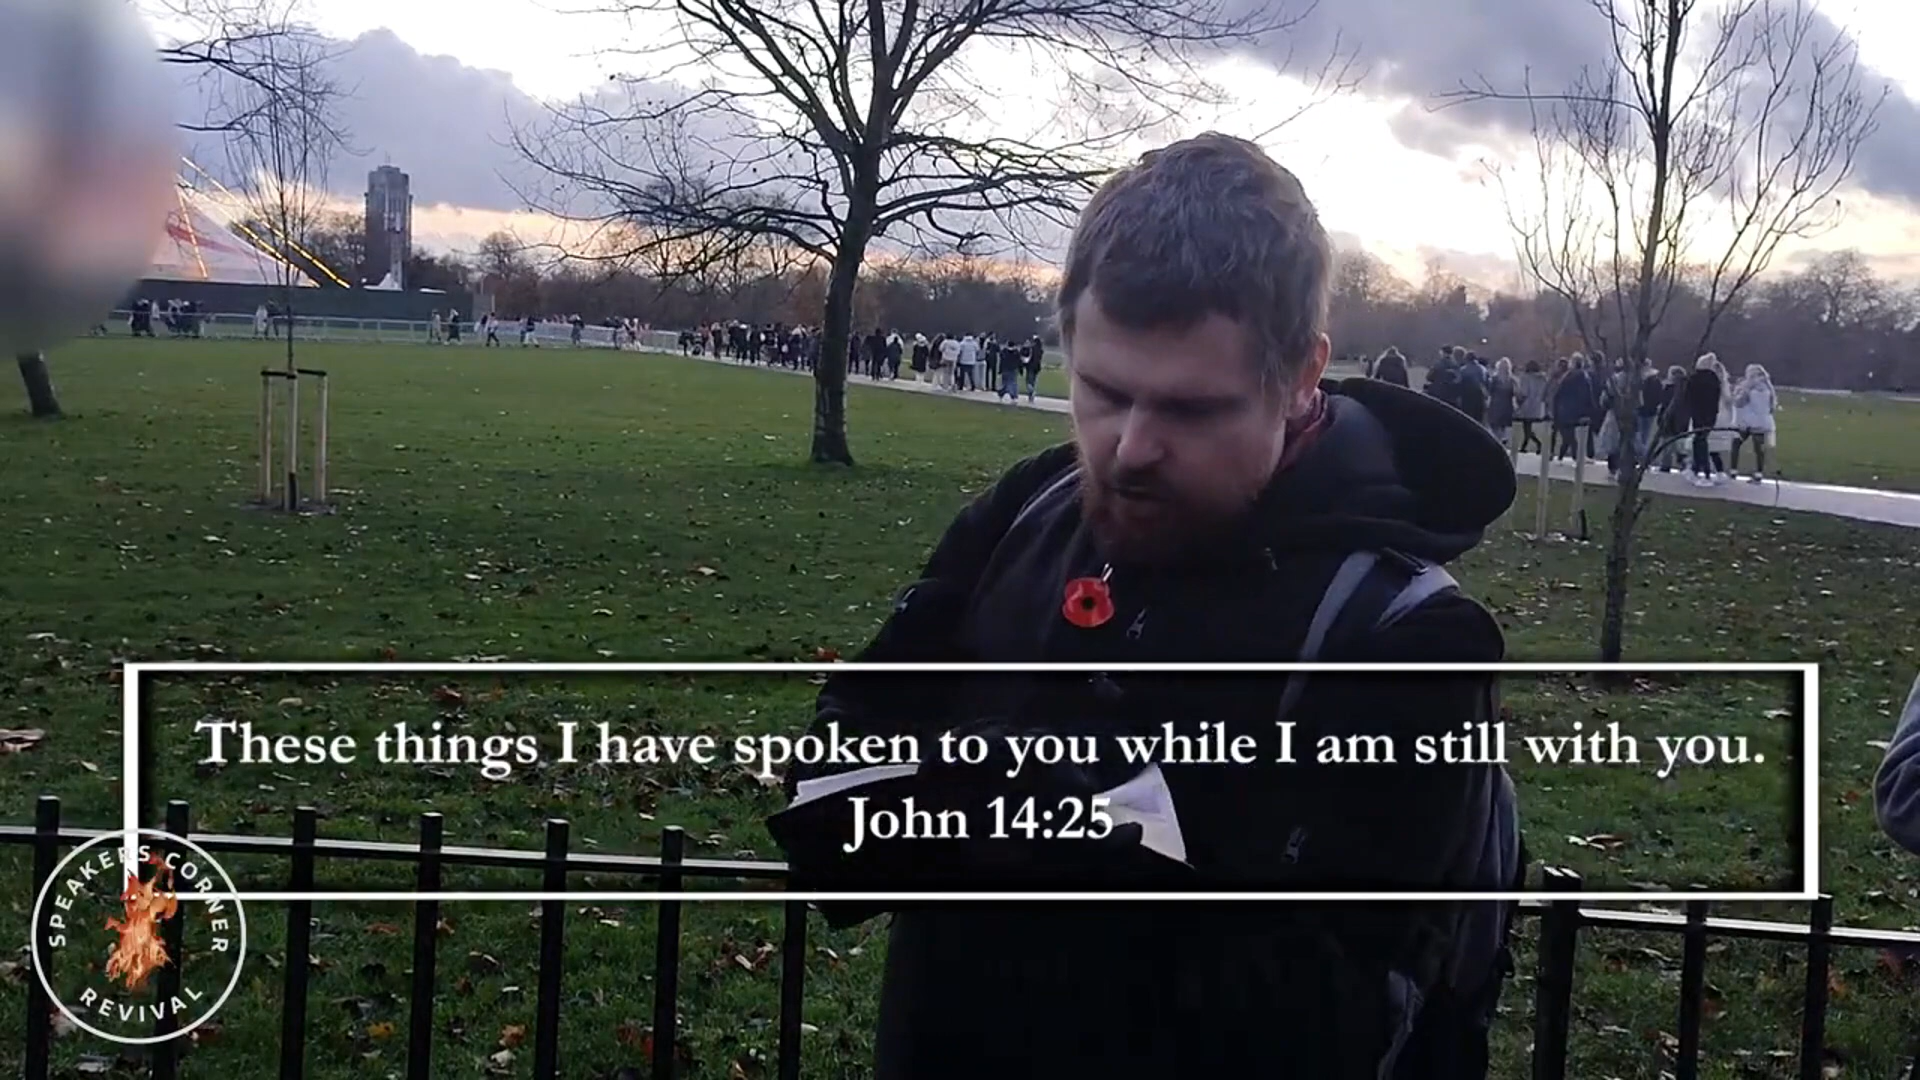 These things I have spoken to you while I am still with you.
John 14:25
SPEAKERS CORNER
REVIVAL